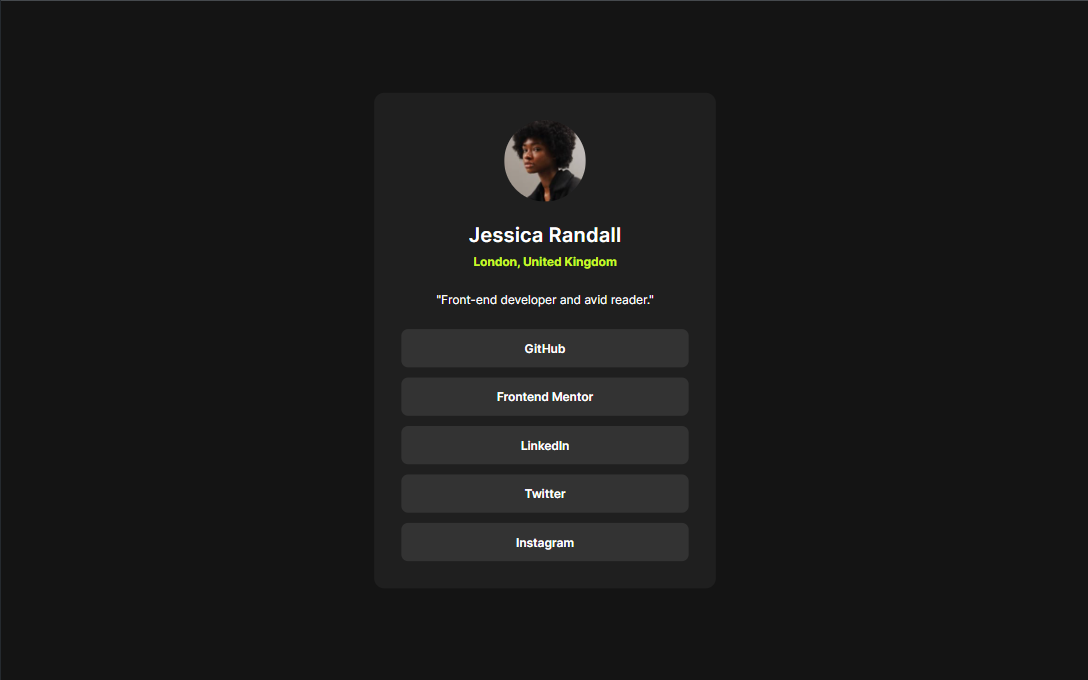 Jessica Randall
London, United Kingdom
"Front-end developer and avid reader."
GitHub
Frontend Mentor
LinkedIn
Twitter
Instagram